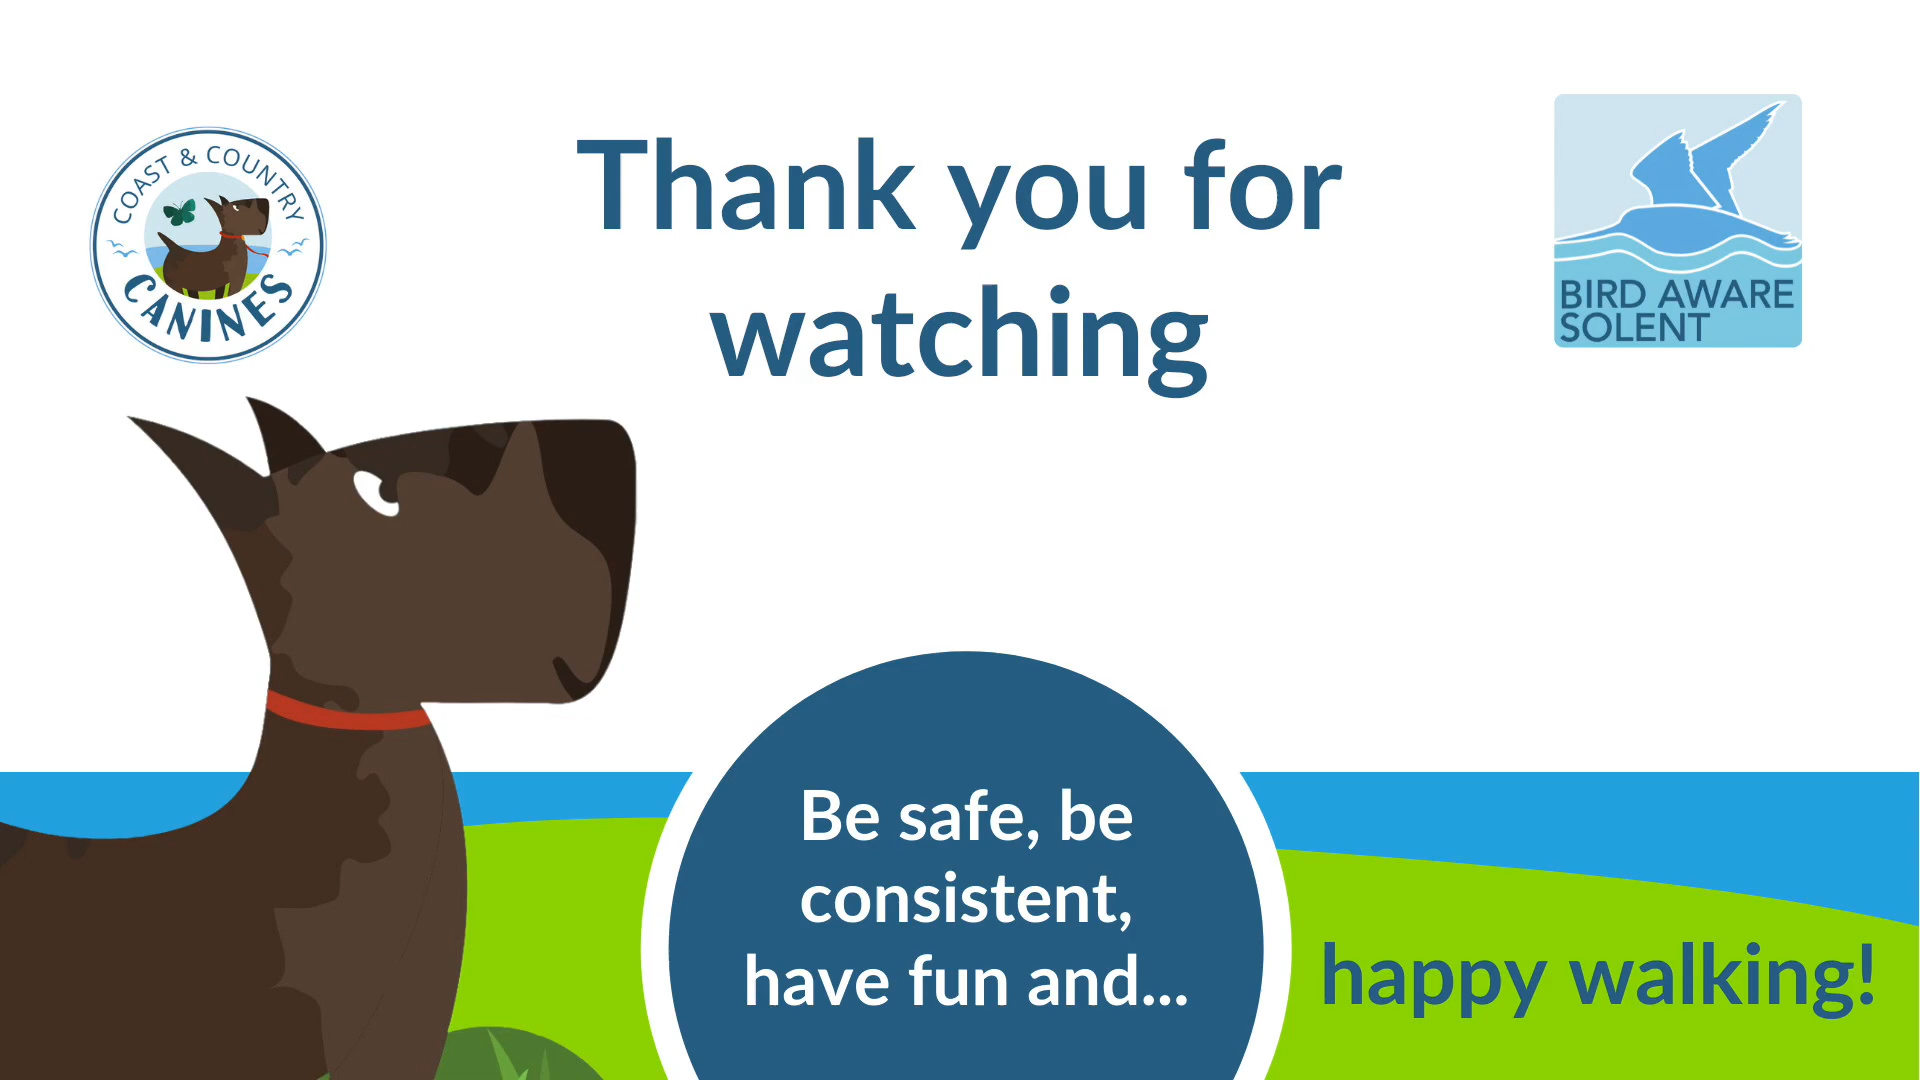 COAST & COUNTRY
CANINES
Thank you for
watching
BIRD AWARE
SOLENT
Be safe, be
consistent,
have fun and...
happy walking!